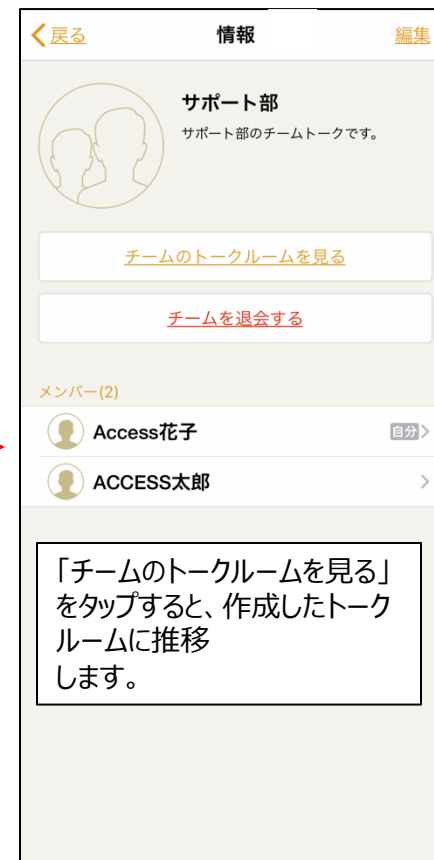 戻る 情報 編集
サポート部
サポート部のチームトークです。
チームのトークルームを見る
チームを退会する
メンバー(2)
Access花子 自分
ACCESS太郎
「チームのトークルームを見る」
をタップすると、作成したトーク
ルームに推移
します。